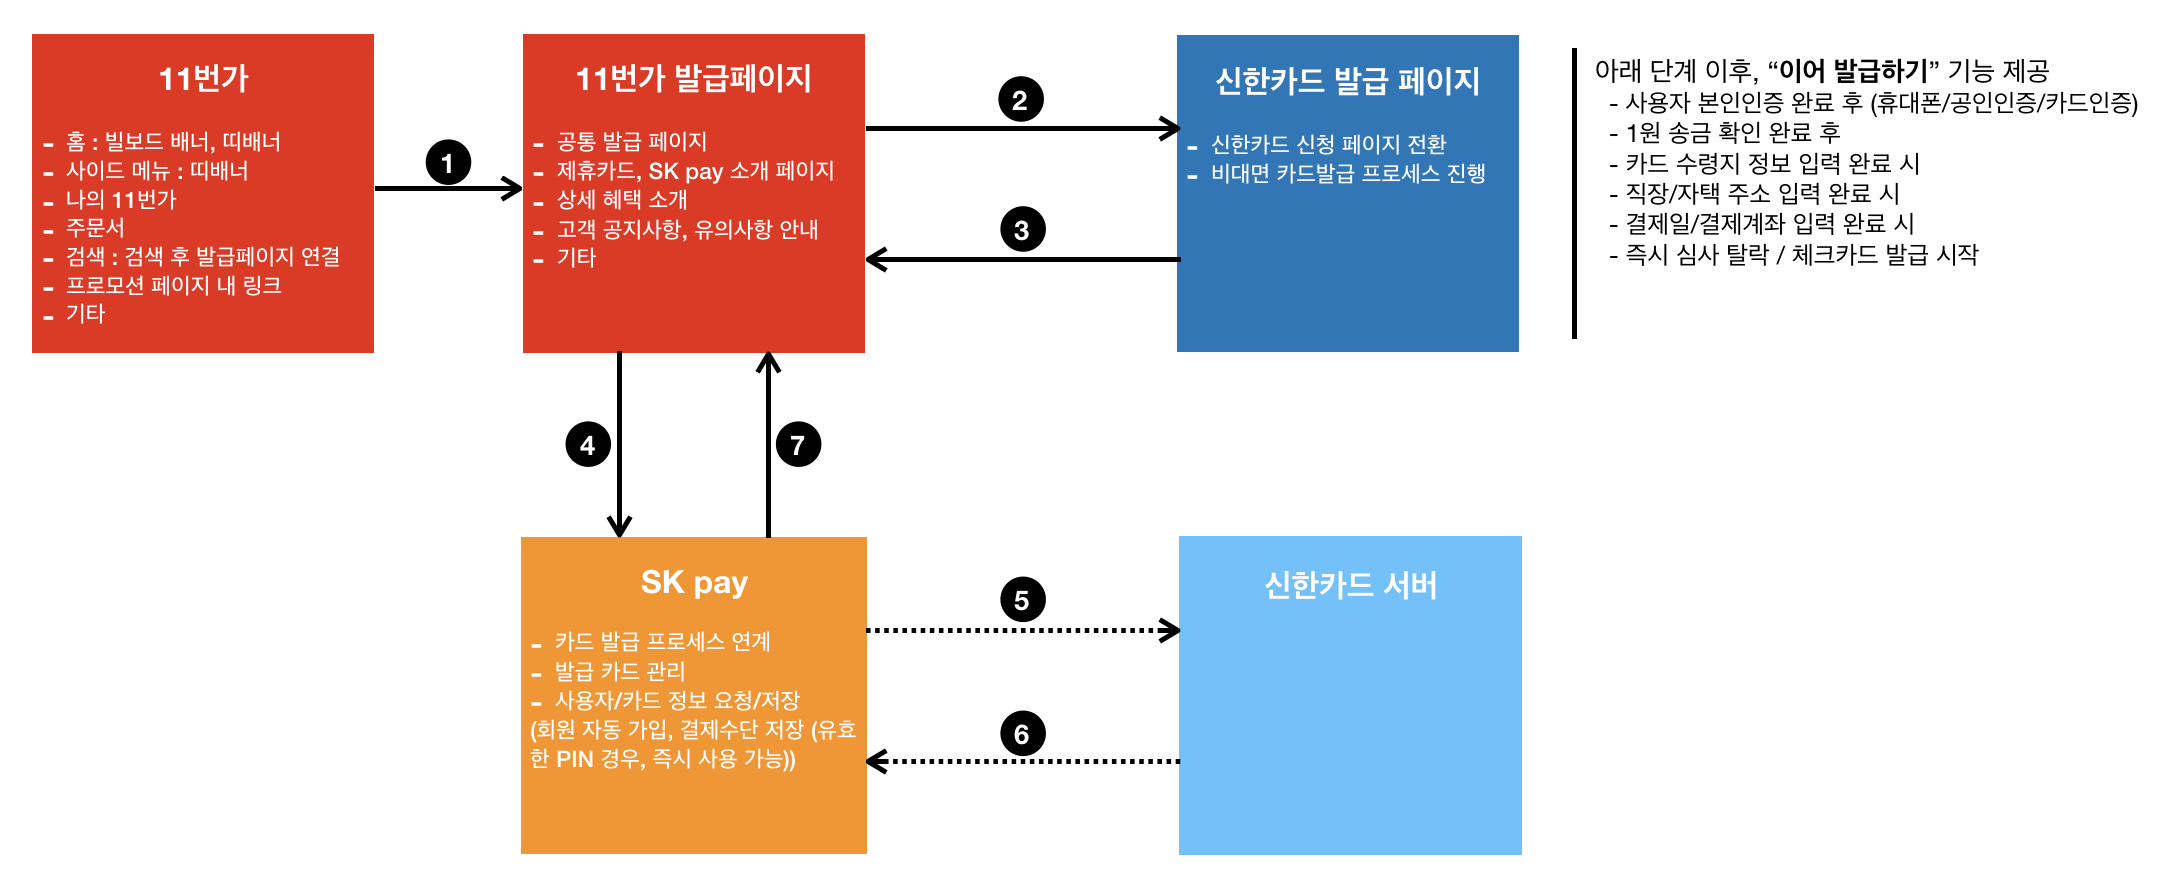 11번가
- 홈 : 빌보드 배너, 띠배너
- 사이드 메뉴 : 띠배너
- 나의 11번가
- 주문서
- 검색 : 검색 후 발급페이지 연결
- 프로모션 페이지 내 링크
- 기타
1
11번가 발급페이지
- 공통 발급 페이지
- 제휴카드, SK pay 소개 페이지
- 상세 혜택 소개
- 고객 공지사항, 유의사항 안내
- 기타
2
3
신한카드 발급 페이지
- 신한카드 신청 페이지 전환
- 비대면 카드발급 프로세스 진행
아래 단계 이후, “이어 발급하기” 기능 제공
- 사용자 본인인증 완료 후 (휴대폰/공인인증/카드인증)
- 1원 송금 확인 완료 후
- 카드 수령지 정보 입력 완료 시
- 직장/자택 주소 입력 완료 시
- 결제일/결제계좌 입력 완료 시
- 즉시 심사 탈락 / 체크카드 발급 시작
4
7
SK pay
- 카드 발급 프로세스 연계
- 발급 카드 관리
- 사용자/카드 정보 요청/저장
(회원 자동 가입, 결제수단 저장 (유효
한 PIN 경우, 즉시 사용 가능))
5
6
신한카드 서버